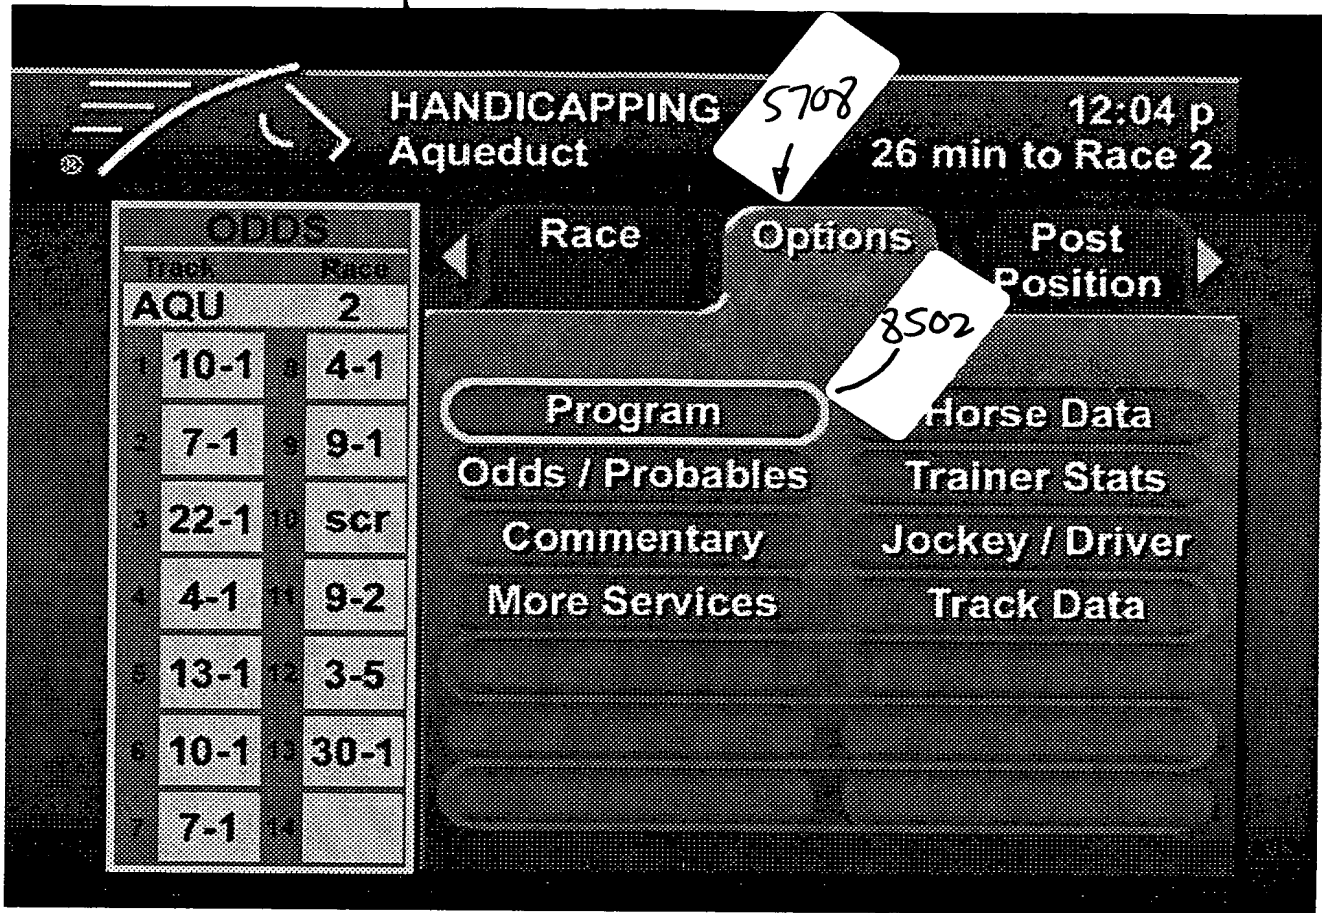 HANDICAPPING
Aqueduct
12:04 p
26 min to Race 2
®
5708
ODDS
Track Race
AQU 2
1 10-1 8 4-1
2 7-1 9 9-1
3 22-1 10 scr
4 4-1 11 9-2
5 13-1 12 3-5
6 10-1 13 30-1
7 7-1 14
Race
Options
Post
Position
8502
Program
Horse Data
Odds / Probables
Trainer Stats
Commentary
Jockey / Driver
More Services
Track Data